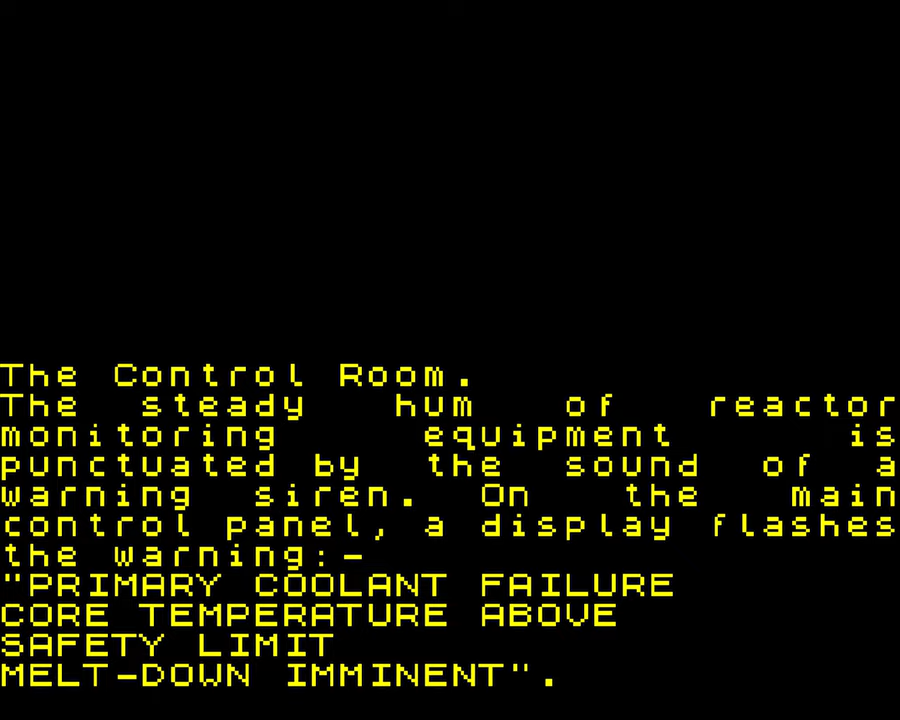 The Control Room.
The steady hum of reactor
monitoring equipment is
punctuated by the sound of a
warning siren. On the main
control panel, a display flashes
the warning:-
"PRIMARY COOLANT FAILURE
CORE TEMPERATURE ABOVE
SAFETY LIMIT
MELT-DOWN IMMINENT".